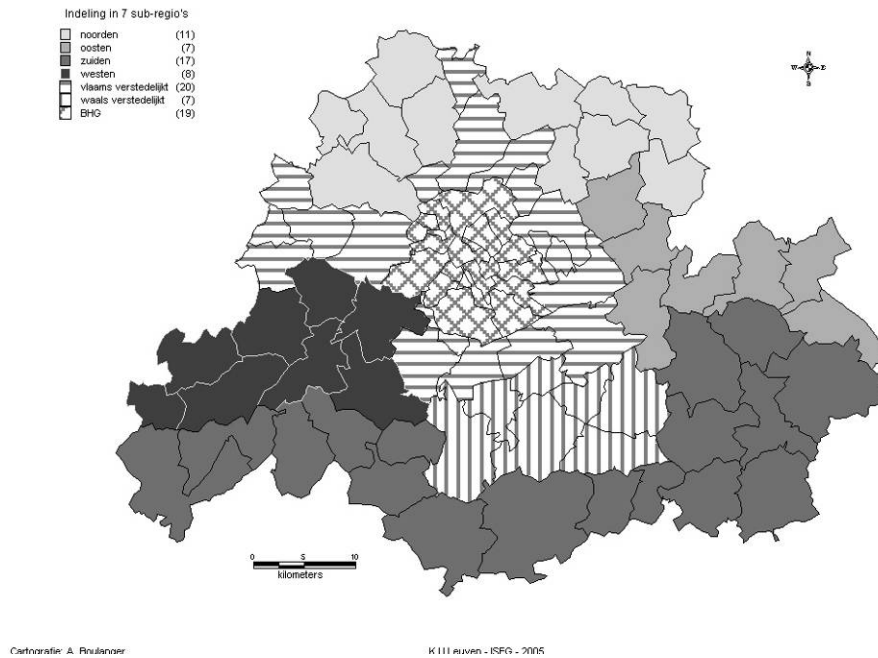 Indeling in 7 sub-regio's
noorden (11)
oosten (7)
zuiden (17)
westen (8)
vlaams verstedelijkt (20)
waals verstedelijkt (7)
BHG (19)
N
W E
S
0 5 10
kilometers
Cartografie: A. Boulanger
K.U.Leuven - ISEG - 2005